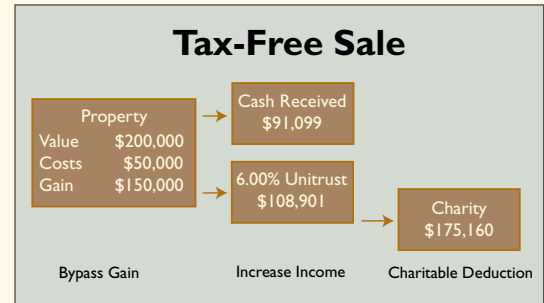 Tax-Free Sale
Property
Value $200,000
Costs $50,000
Gain $150,000
Cash Received
$91,099
6.00% Unitrust
$108,901
Charity
$175,160
Bypass Gain
Increase Income
Charitable Deduction